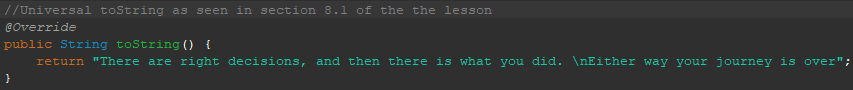 //Universal toString as seen in section 8.1 of the the lesson
@Override
public String toString() {
    return "There are right decisions, and then there is what you did. \nEither way your journey is over";
}